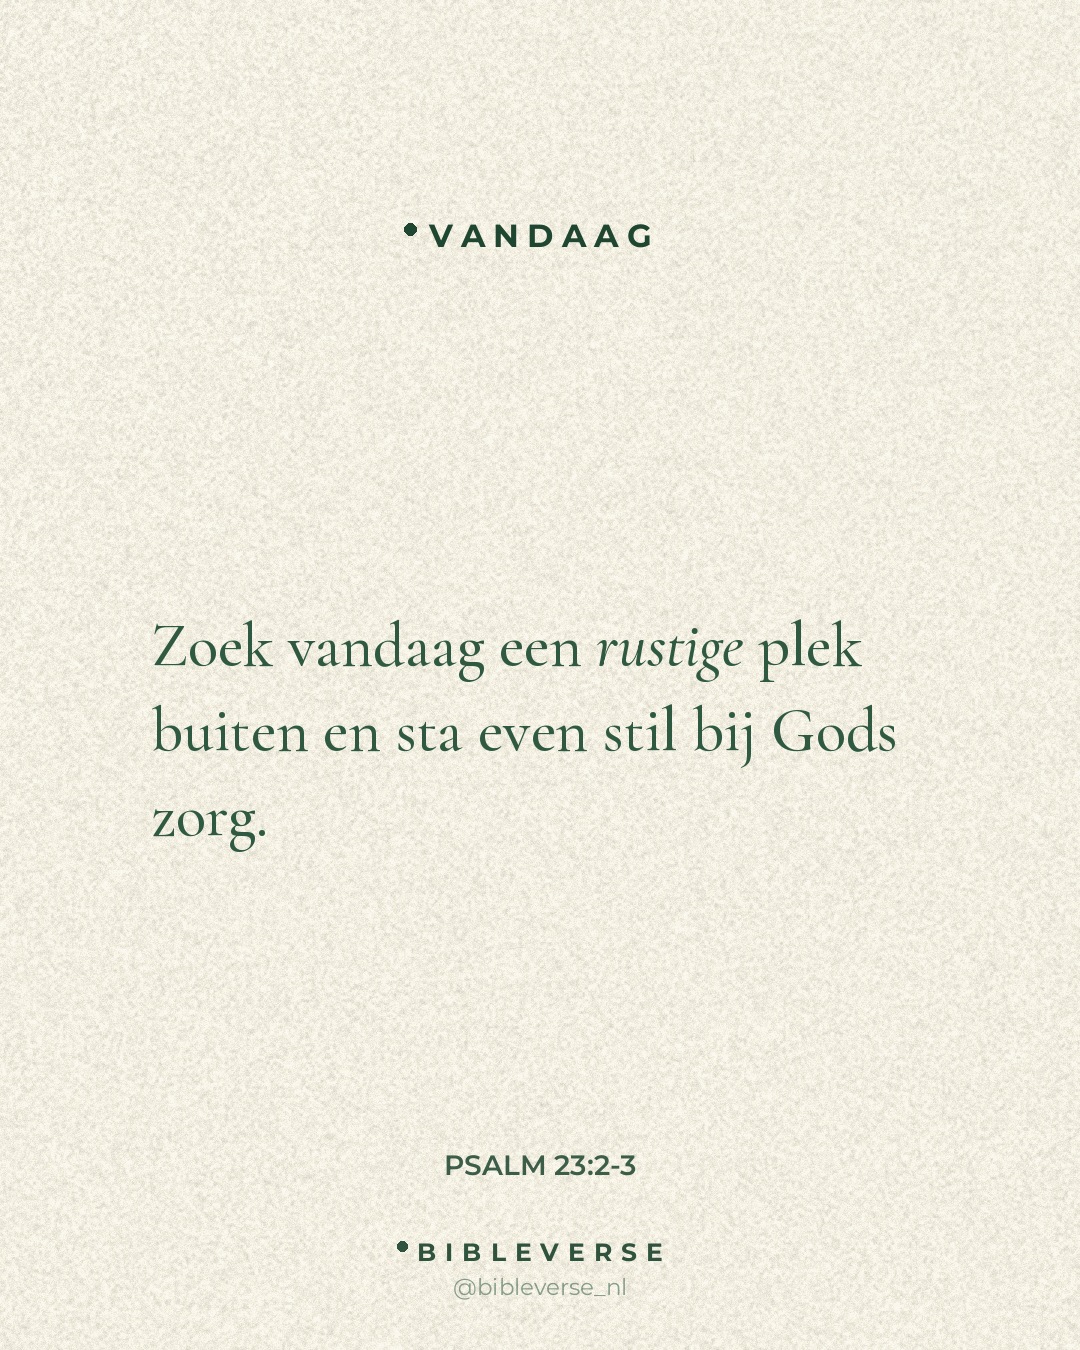 VANDAAG
Zoek vandaag een rustige plek
buiten en sta even stil bij Gods
zorg.
PSALM 23:2-3
BIBLEVERSE
@bibleverse_nl